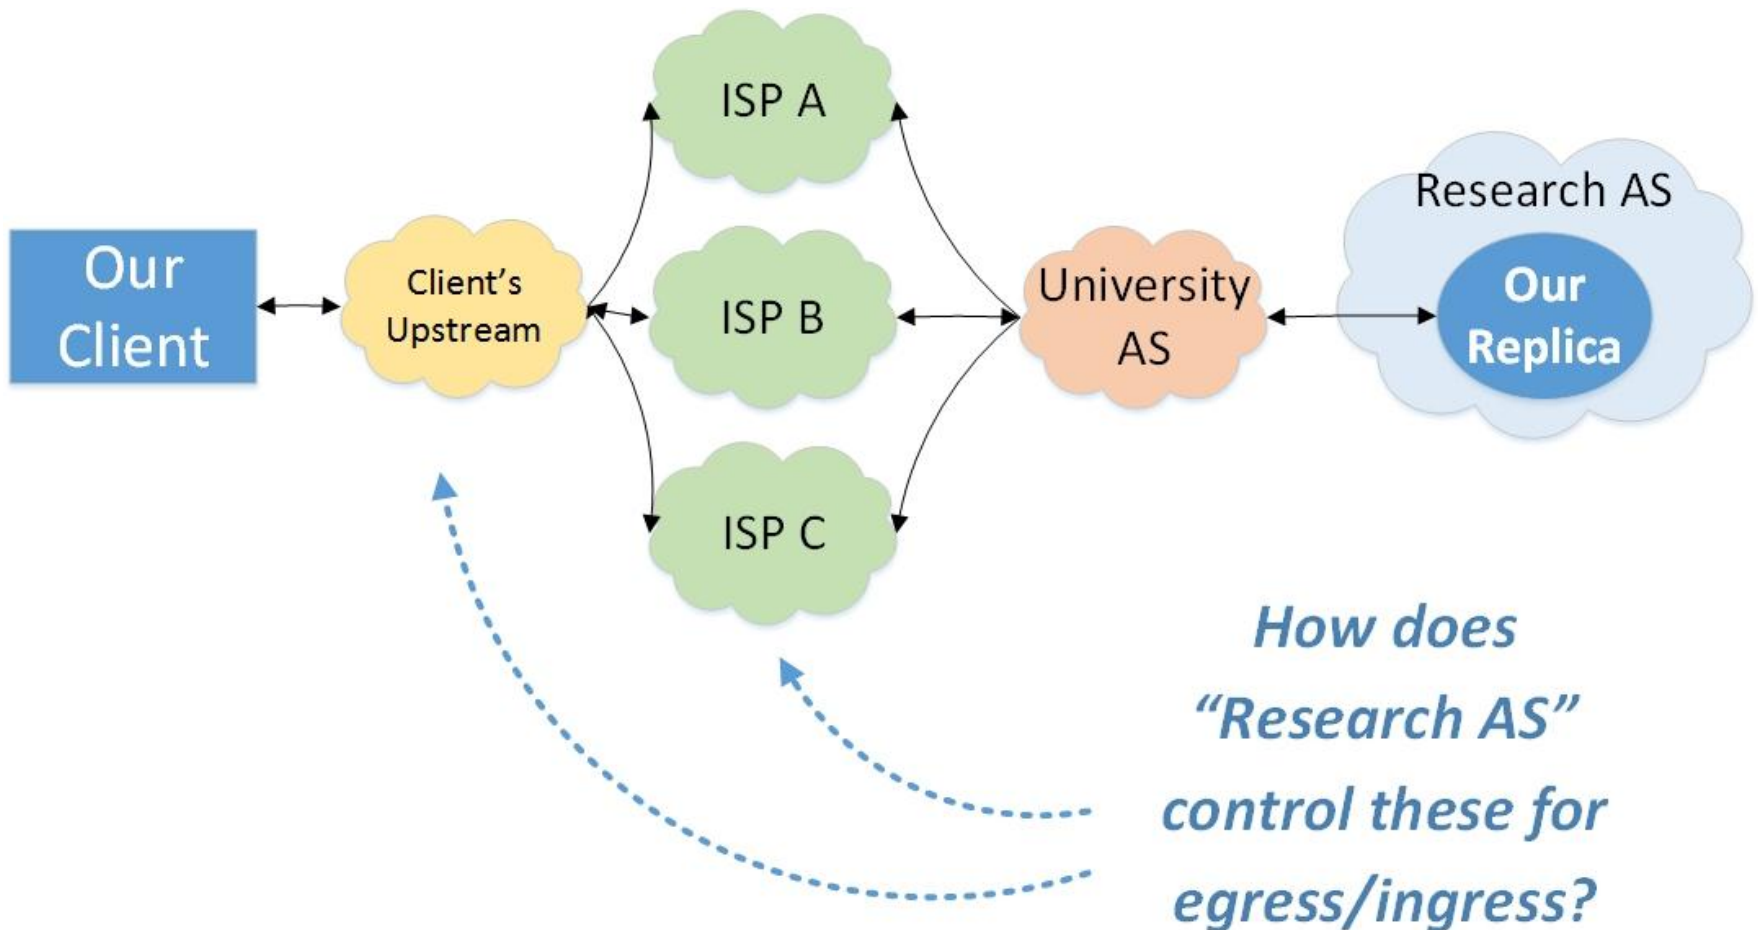 ISP A
Research AS
Our
Client
Client’s
Upstream
ISP B
University
AS
Our
Replica
ISP C
How does
“Research AS”
control these for
egress/ingress?